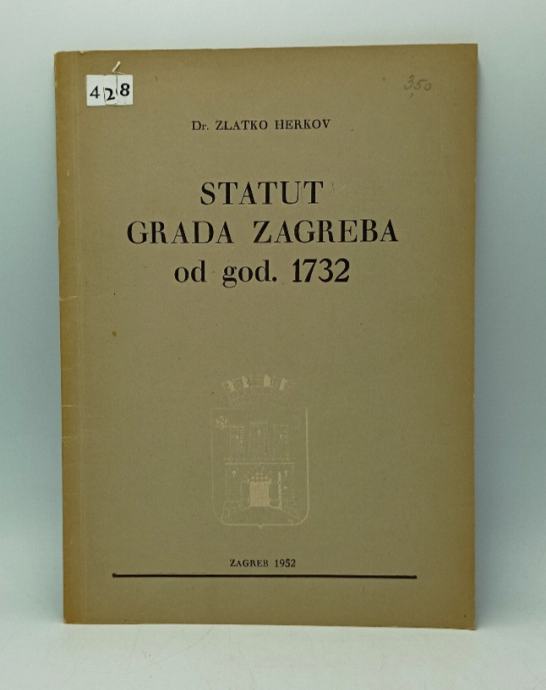 428
350
Dr. ZLATKO HERKOV
STATUT
GRADA ZAGREBA
od god. 1732
ZAGREB 1952